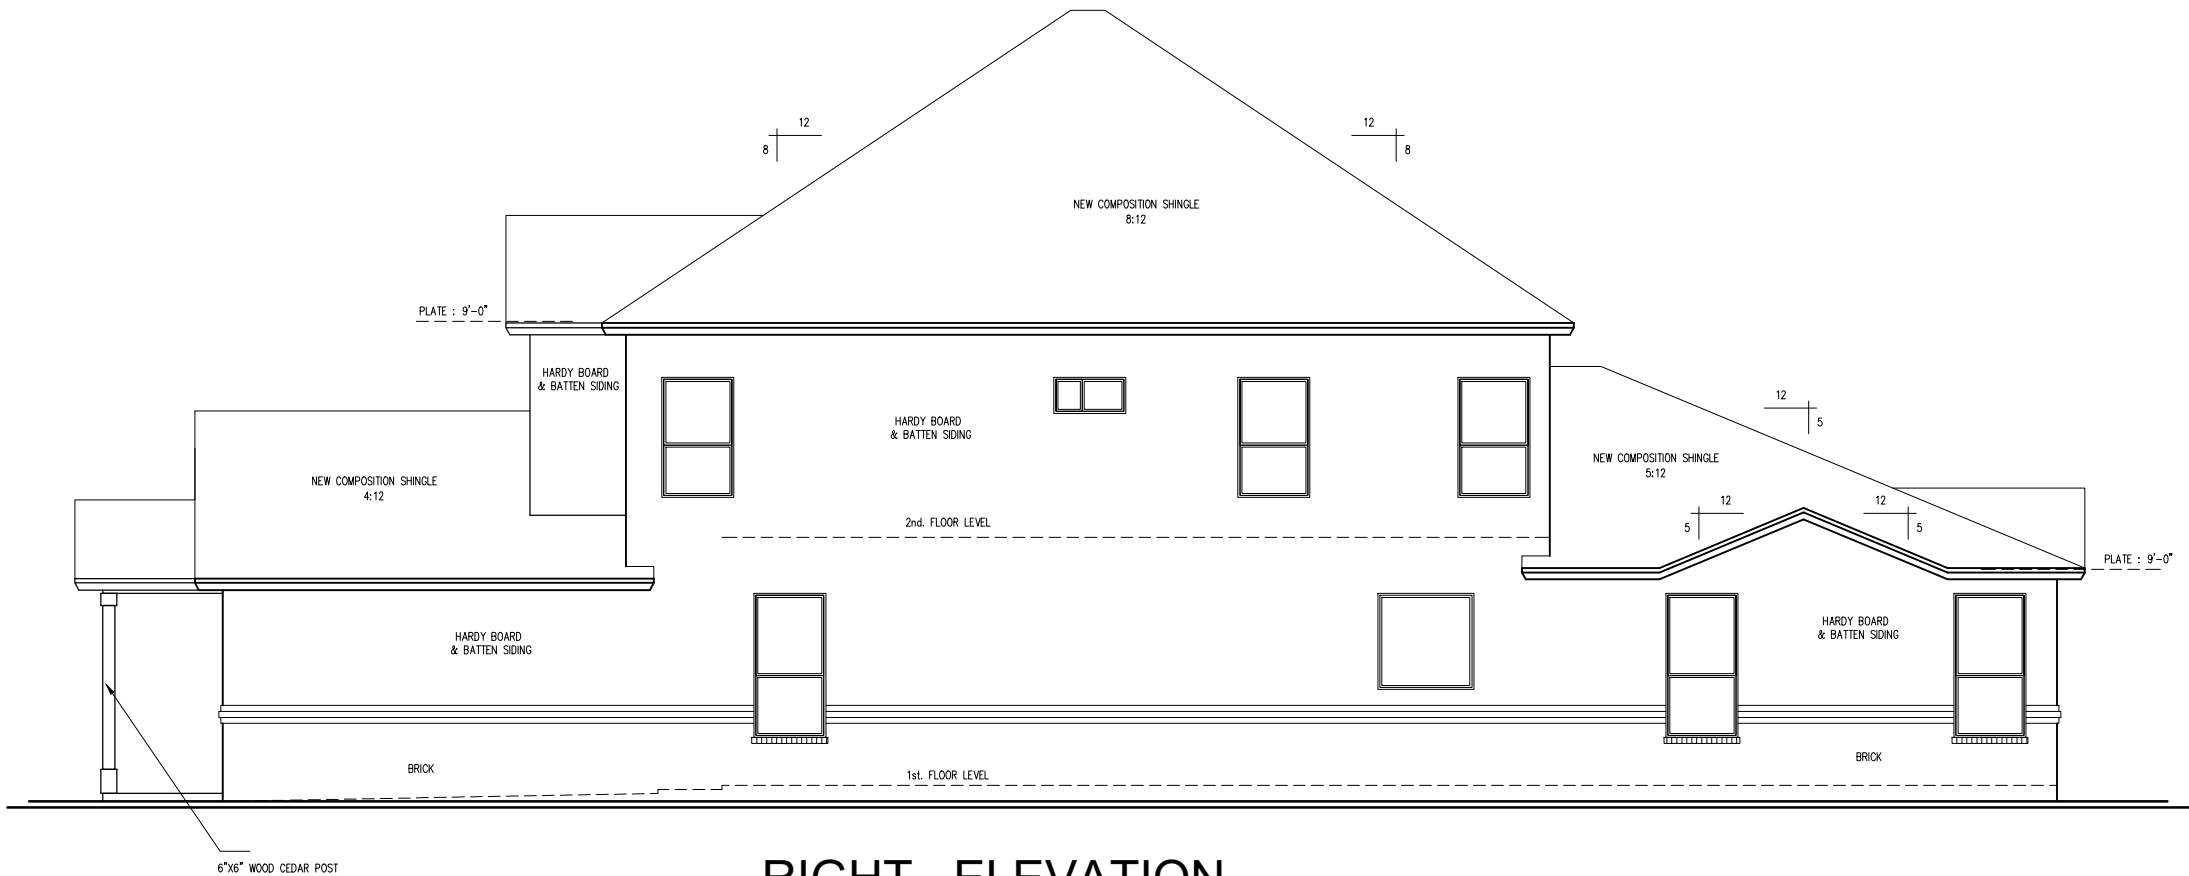 12
8
12
8
NEW COMPOSITION SHINGLE
8:12
PLATE : 9'-0"
HARDY BOARD
& BATTEN SIDING
HARDY BOARD
& BATTEN SIDING
12
5
NEW COMPOSITION SHINGLE
5:12
NEW COMPOSITION SHINGLE
4:12
12
5
12
5
2nd. FLOOR LEVEL
PLATE : 9'-0"
HARDY BOARD
& BATTEN SIDING
HARDY BOARD
& BATTEN SIDING
BRICK
BRICK
1st. FLOOR LEVEL
6"X6" WOOD CEDAR POST
RIGHT ELEVATION